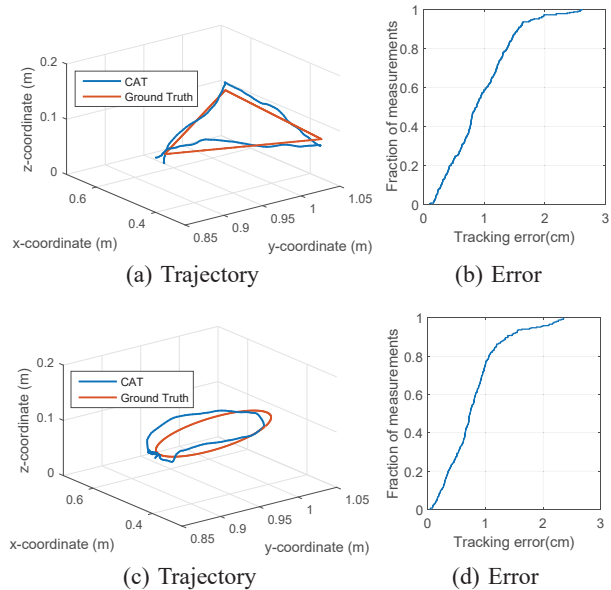 0.2
CAT
Ground Truth
0.1
z-coordinate (m)
0
0.6
0.4
x-coordinate (m)
0.85
0.9
0.95
1
1.05
y-coordinate (m)
(a) Trajectory
1
0.8
0.6
0.4
0.2
0
Fraction of measurements
0 1 2 3
Tracking error(cm)
(b) Error
0.2
CAT
Ground Truth
0.1
z-coordinate (m)
0
0.6
0.4
x-coordinate (m)
0.85
0.9
0.95
1
1.05
y-coordinate (m)
(c) Trajectory
1
0.8
0.6
0.4
0.2
0
Fraction of measurements
0 1 2 3
Tracking error(cm)
(d) Error